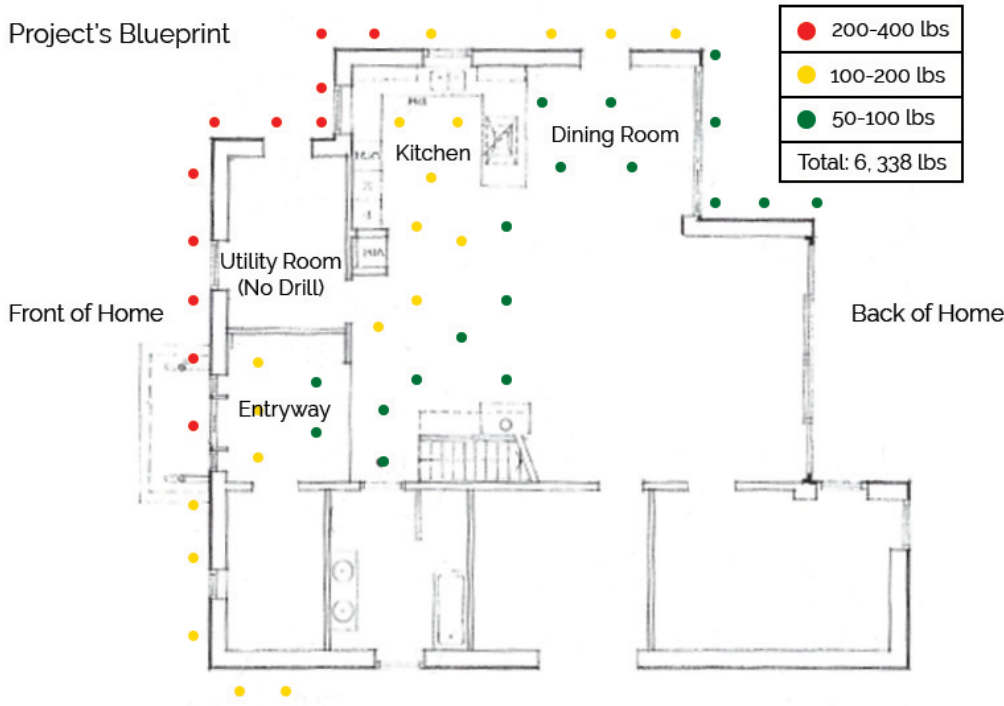 Project's Blueprint
200-400 lbs
100-200 lbs
50-100 lbs
Total: 6, 338 lbs
Dining Room
Kitchen
Utility Room
(No Drill)
Front of Home
Back of Home
Entryway